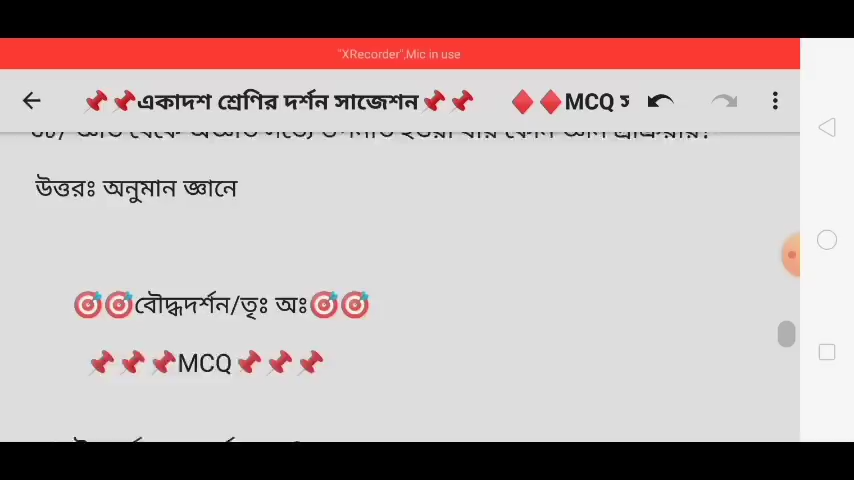 "XRecorder",Mic in use
📌📌একাদশ শ্রেণির দর্শন সাজেশন📌📌 ♦️♦️MCQ স
উত্তরঃ অনুমান জ্ঞানে
🎯🎯বৌদ্ধদর্শন/তৃঃ অঃ🎯🎯
📌📌📌MCQ📌📌📌